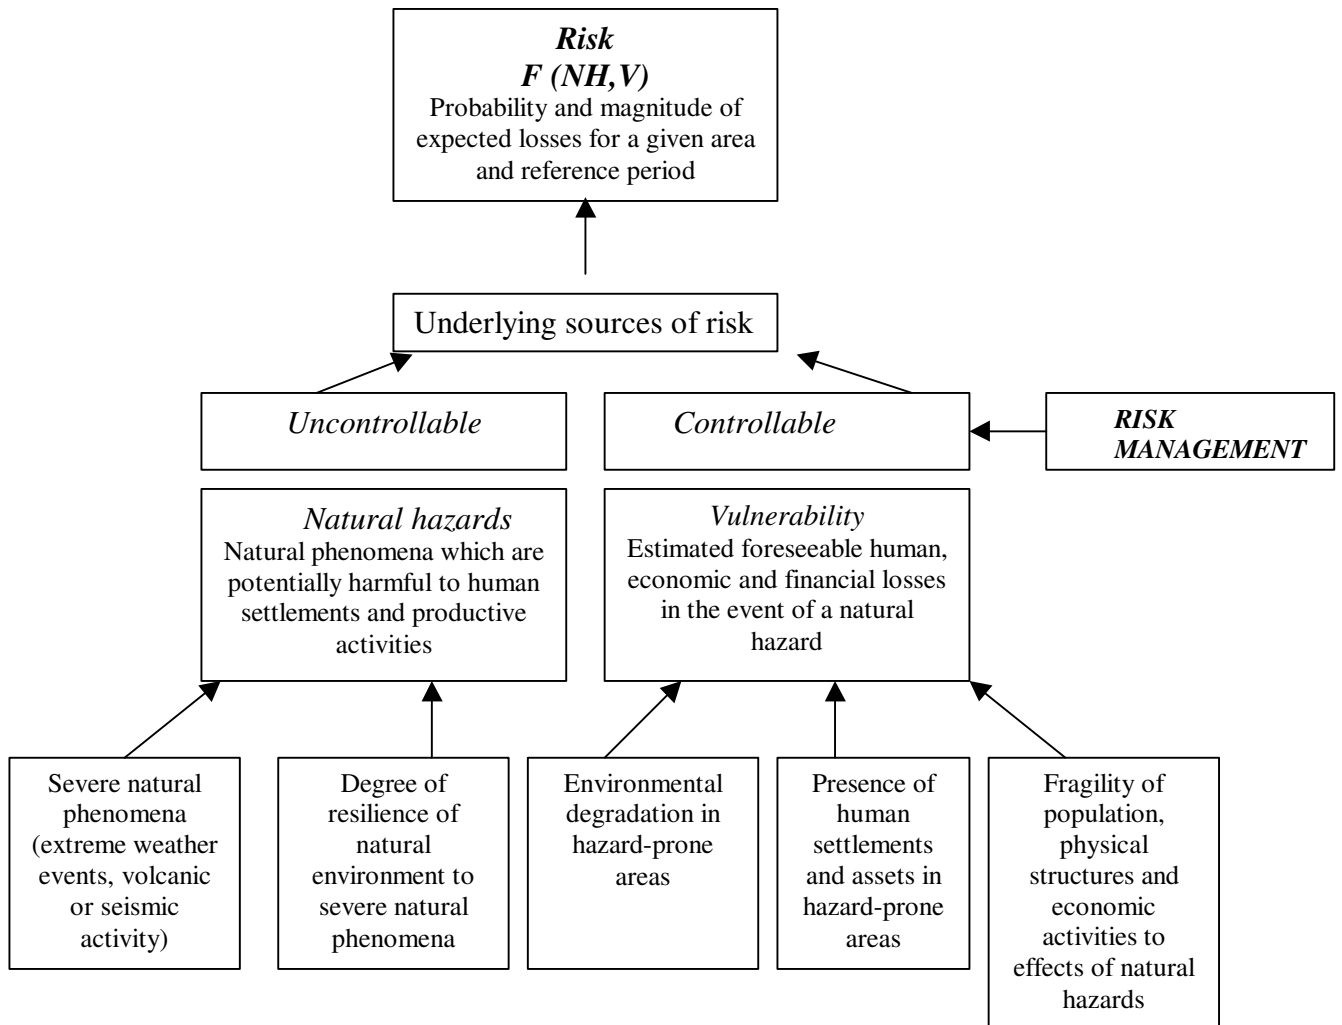 Risk
F (NH,V)
Probability and magnitude of
expected losses for a given area
and reference period
Underlying sources of risk
Uncontrollable
Controllable
RISK
MANAGEMENT
Natural hazards
Natural phenomena which are
potentially harmful to human
settlements and productive
activities
Vulnerability
Estimated foreseeable human,
economic and financial losses
in the event of a natural
hazard
Severe natural
phenomena
(extreme weather
events, volcanic
or seismic
activity)
Degree of
resilience of
natural
environment to
severe natural
phenomena
Environmental
degradation in
hazard-prone
areas
Presence of
human
settlements
and assets in
hazard-prone
areas
Fragility of
population,
physical
structures and
economic
activities to
effects of natural
hazards